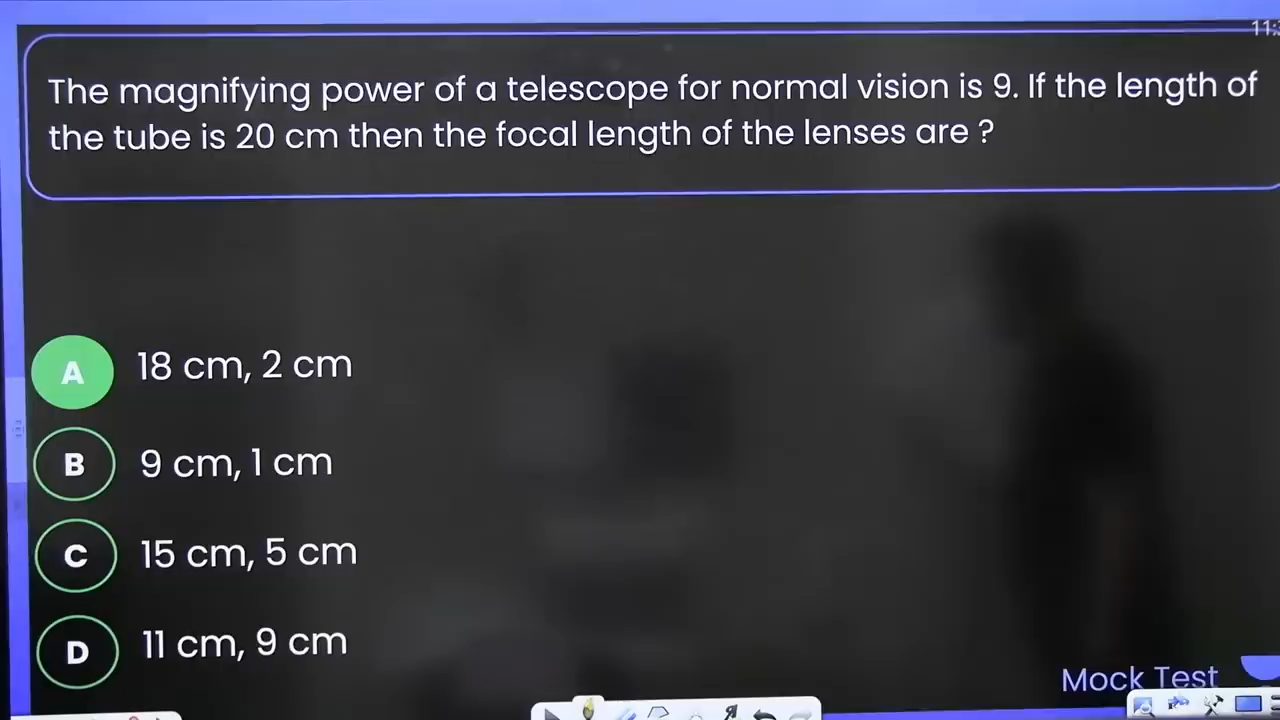 11:
The magnifying power of a telescope for normal vision is 9. If the length of
the tube is 20 cm then the focal length of the lenses are ?
A 18 cm, 2 cm
B 9 cm, 1 cm
C 15 cm, 5 cm
D 11 cm, 9 cm
Mock Test